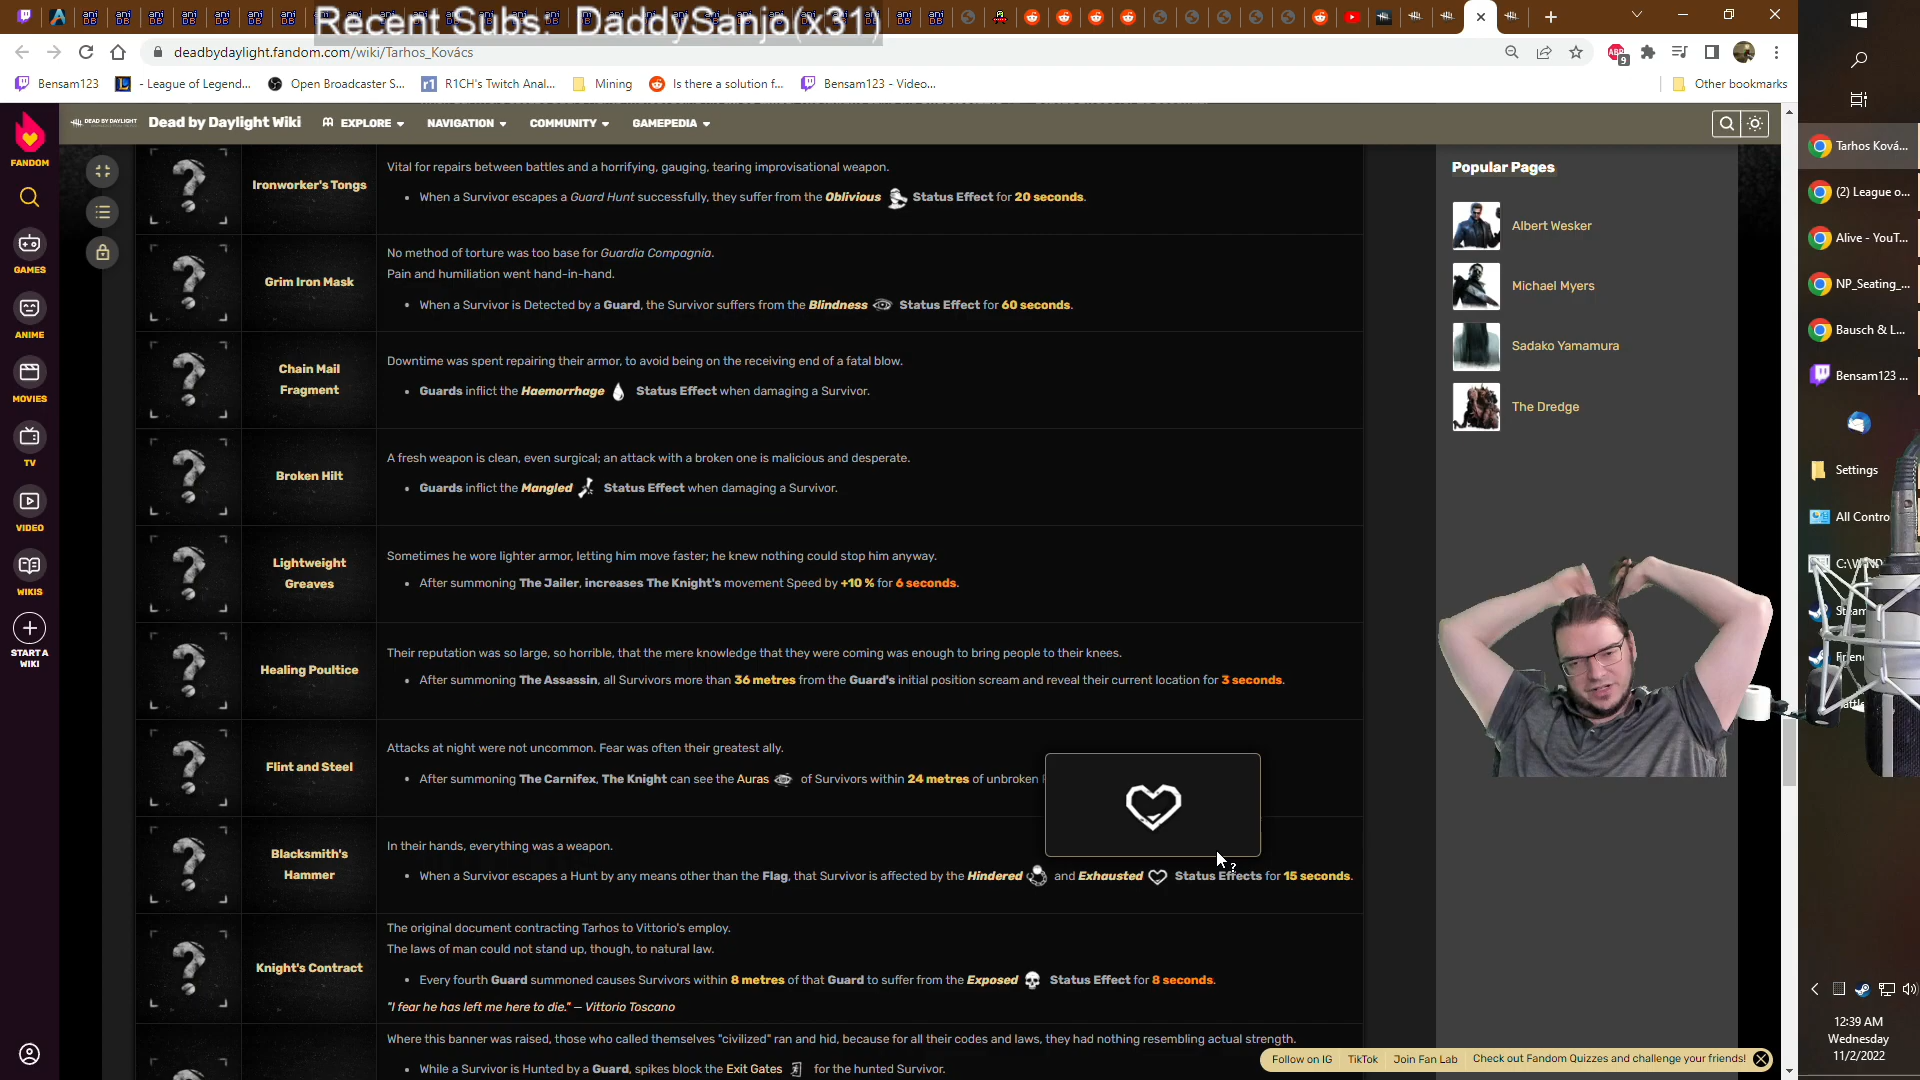 Recent Subs: DaddySanjo(x31)
deadbydaylight.fandom.com/wiki/Tarhos_Kovács
Bensam123
- League of Legend...
Open Broadcaster S...
R1CH's Twitch Anal...
Mining
Is there a solution f...
Bensam123 - Video...
Other bookmarks
Dead by Daylight Wiki
EXPLORE
NAVIGATION
COMMUNITY
GAMEPEDIA
FANDOM
GAMES
ANIME
MOVIES
TV
VIDEO
WIKIS
START A WIKI
Ironworker's Tongs
Vital for repairs between battles and a horrifying, gauging, tearing improvisational weapon.
When a Survivor escapes a Guard Hunt successfully, they suffer from the Oblivious Status Effect for 20 seconds.
Grim Iron Mask
No method of torture was too base for Guardia Compagnia.
Pain and humiliation went hand-in-hand.
When a Survivor is Detected by a Guard, the Survivor suffers from the Blindness Status Effect for 60 seconds.
Chain Mail
Fragment
Downtime was spent repairing their armor, to avoid being on the receiving end of a fatal blow.
Guards inflict the Haemorrhage Status Effect when damaging a Survivor.
Broken Hilt
A fresh weapon is clean, even surgical; an attack with a broken one is malicious and desperate.
Guards inflict the Mangled Status Effect when damaging a Survivor.
Lightweight
Greaves
Sometimes he wore lighter armor, letting him move faster; he knew nothing could stop him anyway.
After summoning The Jailer, increases The Knight's movement Speed by +10 % for 6 seconds.
Healing Poultice
Their reputation was so large, so horrible, that the mere knowledge that they were coming was enough to bring people to their knees.
After summoning The Assassin, all Survivors more than 36 metres from the Guard's initial position scream and reveal their current location for 3 seconds.
Flint and Steel
Attacks at night were not uncommon. Fear was often their greatest ally.
After summoning The Carnifex, The Knight can see the Auras of Survivors within 24 metres of unbroken
Blacksmith's
Hammer
In their hands, everything was a weapon.
When a Survivor escapes a Hunt by any means other than the Flag, that Survivor is affected by the Hindered and Exhausted Status Effects for 15 seconds.
Knight's Contract
The original document contracting Tarhos to Vittorio's employ.
The laws of man could not stand up, though, to natural law.
Every fourth Guard summoned causes Survivors within 8 metres of that Guard to suffer from the Exposed Status Effect for 8 seconds.
"I fear he has left me here to die." — Vittorio Toscano
Where this banner was raised, those who called themselves "civilized" ran and hid, because for all their codes and laws, they had nothing resembling actual strength.
While a Survivor is Hunted by a Guard, spikes block the Exit Gates for the hunted Survivor.
Popular Pages
Albert Wesker
Michael Myers
Sadako Yamamura
The Dredge
Follow on IG
TikTok
Join Fan Lab
Check out Fandom Quizzes and challenge your friends!
Tarhos Ková...
(2) League o...
Alive - YouT...
NP_Seating_...
Bausch & L...
Bensam123 ...
Settings
All Contro
12:39 AM
Wednesday
11/2/2022